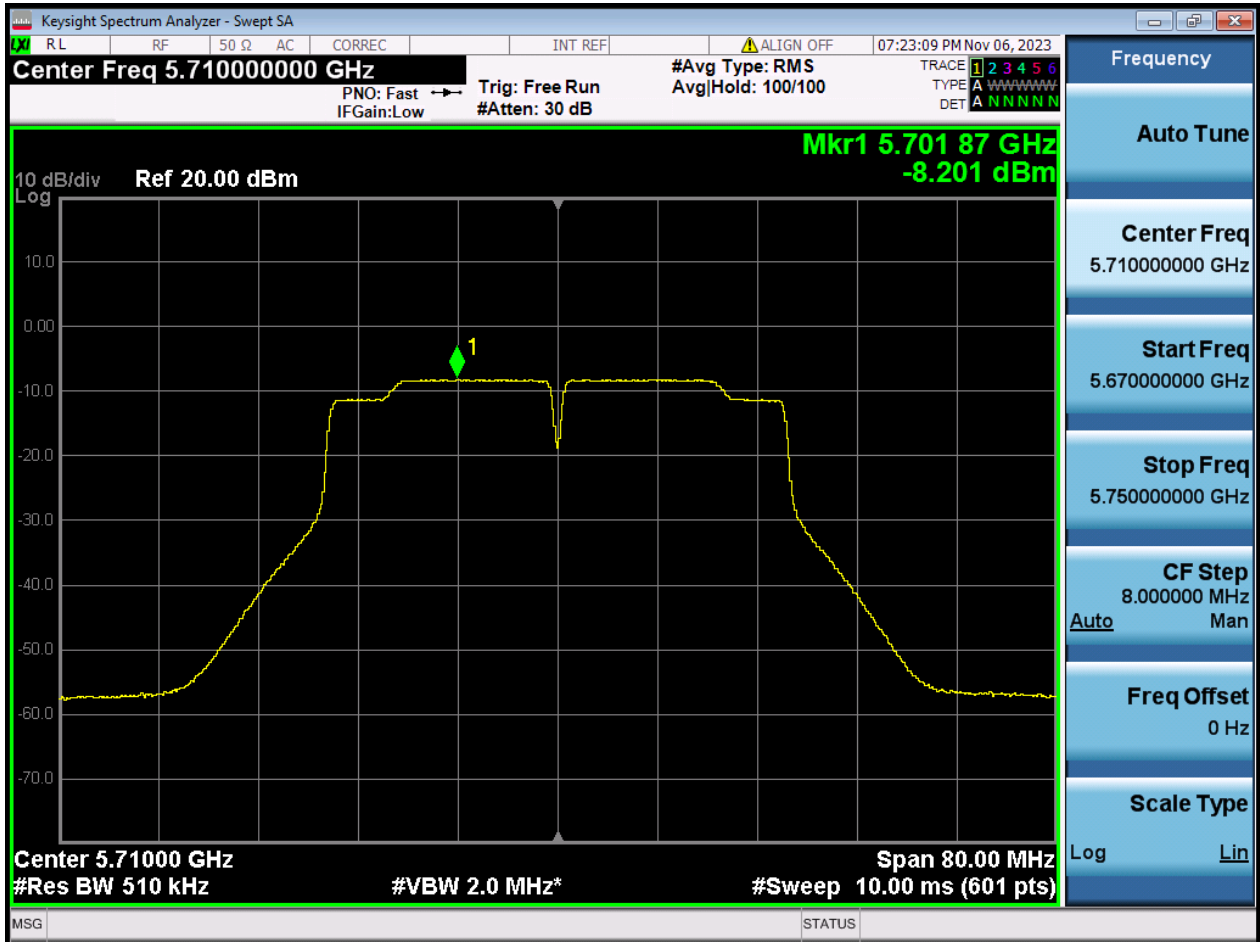 Keysight Spectrum Analyzer - Swept SA
LXI RL RF 50 Ω AC CORREC INT REF ALIGN OFF 07:23:09 PM Nov 06, 2023
Center Freq 5.710000000 GHz
PNO: Fast
IFGain:Low
Trig: Free Run
#Atten: 30 dB
#Avg Type: RMS
Avg|Hold: 100/100
TRACE 1 2 3 4 5 6
TYPE A WWWWW
DET A N N N N N
Mkr1 5.701 87 GHz
-8.201 dBm
10 dB/div Ref 20.00 dBm
Log
10.0
0.00
-10.0
-20.0
-30.0
-40.0
-50.0
-60.0
-70.0
1
Center 5.71000 GHz
Span 80.00 MHz
#Res BW 510 kHz
#VBW 2.0 MHz*
#Sweep 10.00 ms (601 pts)
MSG
STATUS
Frequency
Auto Tune
Center Freq
5.710000000 GHz
Start Freq
5.670000000 GHz
Stop Freq
5.750000000 GHz
CF Step
8.000000 MHz
Auto Man
Freq Offset
0 Hz
Scale Type
Log Lin